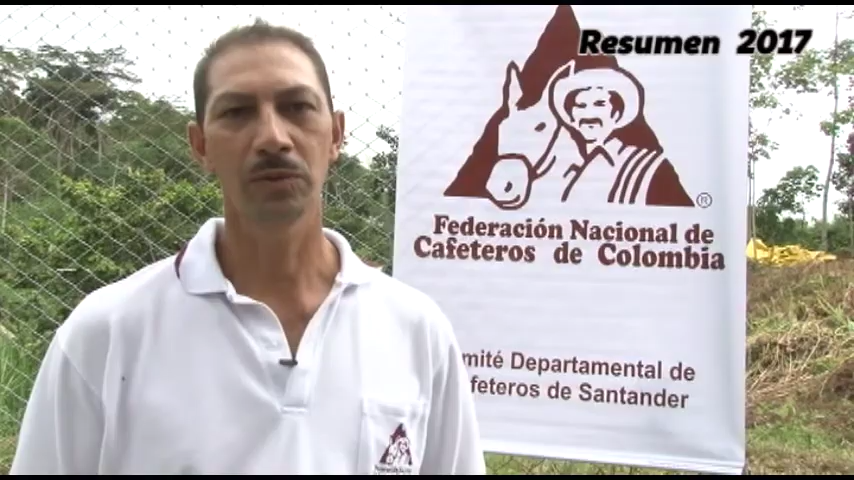 Resumen 2017
®
Federación Nacional de
Cafeteros de Colombia
mité Departamental de
feteros de Santander